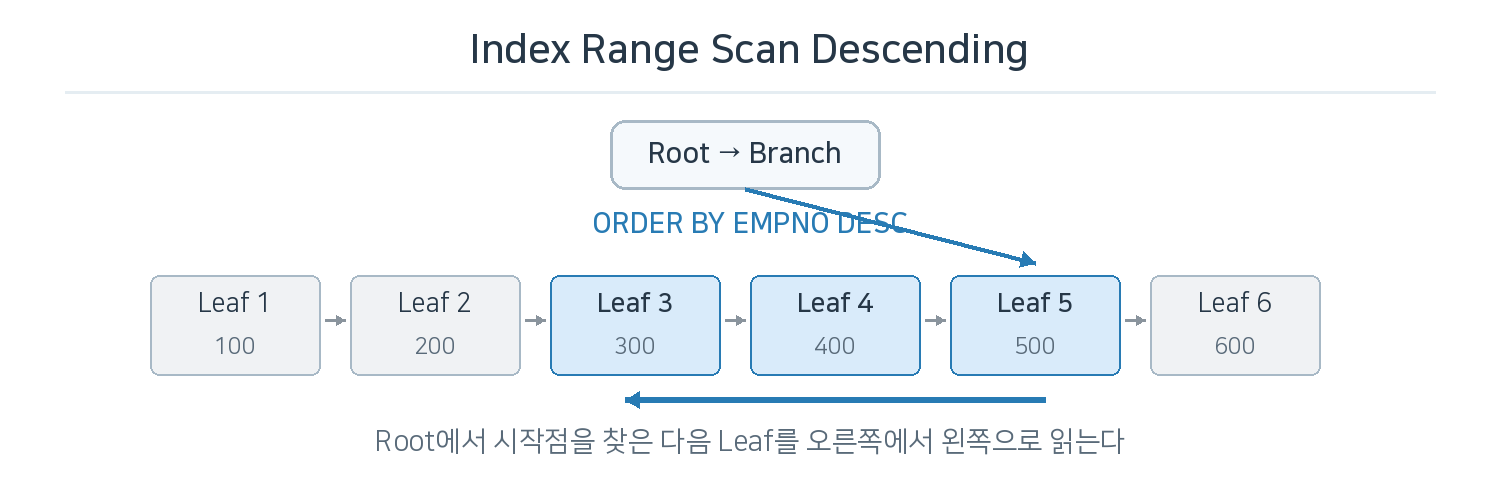 Index Range Scan Descending
Root → Branch
ORDER BY EMPNO DESC
Leaf 1
100
Leaf 2
200
Leaf 3
300
Leaf 4
400
Leaf 5
500
Leaf 6
600
Root에서 시작점을 찾은 다음 Leaf를 오른쪽에서 왼쪽으로 읽는다